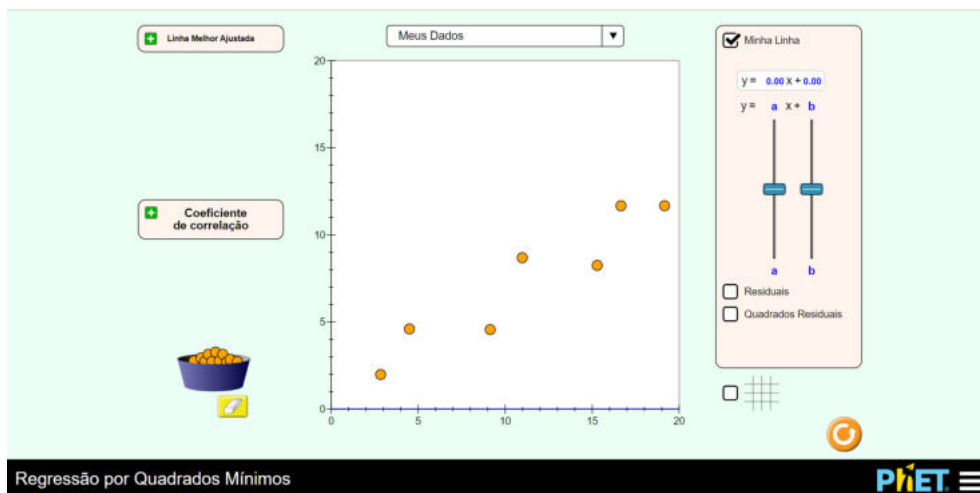 Linha Melhor Ajustada
Meus Dados
Minha Linha
y = 0.00 x + 0.00
y = a x + b
a b
Residuais
Quadrados Residuais
Coeficiente
de correlação
20
15
10
5
0
0 5 10 15 20
Regressão por Quadrados Mínimos
PhET